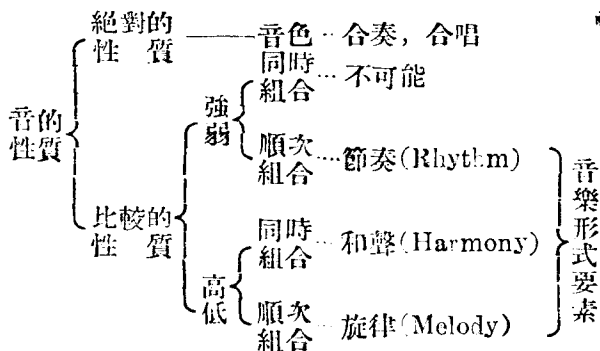 音的性質
絕對的性質
音色‥合奏，合唱
比較的性質
強弱
同時組合…不可能
順次組合…節奏(Rhythm)
高低
同時組合…和聲(Harmony)
順次組合…旋律(Melody)
音樂形式要素